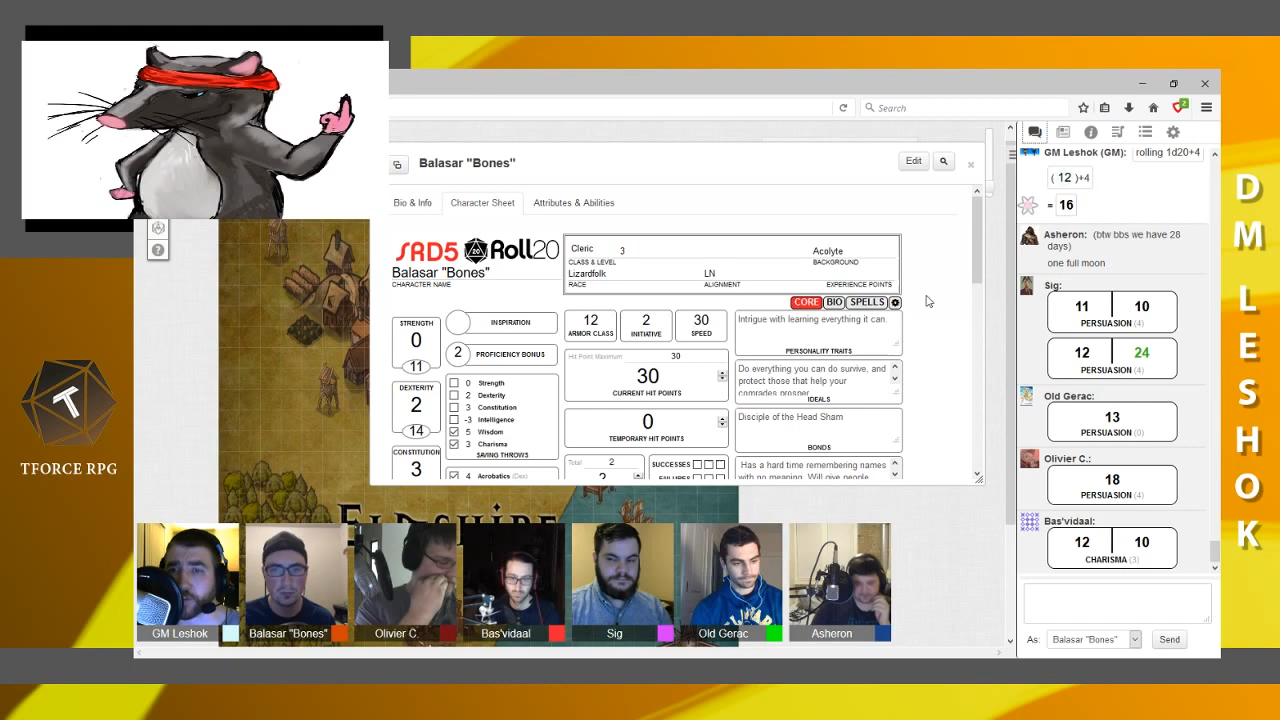 Search
2
Balasar "Bones"
Edit
Bio & Info
Character Sheet
Attributes & Abilities
SRD5 Roll20
Balasar "Bones"
CHARACTER NAME
Cleric 3 Acolyte
CLASS & LEVEL BACKGROUND
Lizardfolk LN
RACE ALIGNMENT EXPERIENCE POINTS
CORE BIO SPELLS
STRENGTH
0
11
DEXTERITY
2
14
CONSTITUTION
3
INSPIRATION
2 PROFICIENCY BONUS
0 Strength
2 Dexterity
3 Constitution
-3 Intelligence
5 Wisdom
3 Charisma
SAVING THROWS
4 Acrobatics (Dex)
12 2 30
ARMOR CLASS INITIATIVE SPEED
Hit Point Maximum 30
30
CURRENT HIT POINTS
0
TEMPORARY HIT POINTS
Total 2
SUCCESSES
FAILURES
Intrigue with learning everything it can.
PERSONALITY TRAITS
Do everything you can do survive, and
protect those that help your
comrades prosper
IDEALS
Disciple of the Head Sham
BONDS
Has a hard time remembering names
with no meaning. Will give people
GM Leshok (GM): rolling 1d20+4
( 12 )+4
= 16
Asheron: (btw bbs we have 28
days)
one full moon
Sig:
11 10
PERSUASION (4)
12 24
PERSUASION (4)
Old Gerac:
13
PERSUASION (0)
Olivier C.:
18
PERSUASION (4)
Bas'vidaal:
12 10
CHARISMA (3)
As: Balasar "Bones" Send
T
TFORCE RPG
ELDSHIRE
GM Leshok
Balasar "Bones"
Olivier C.
Bas'vidaal
Sig
Old Gerac
Asheron
DM LESHOK